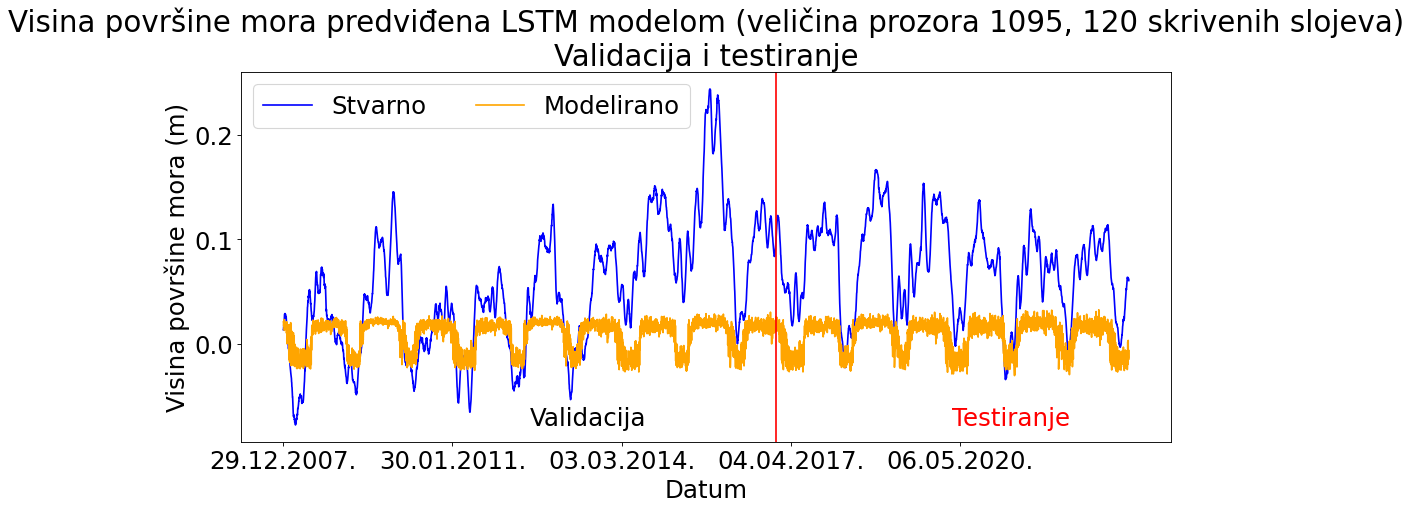 Visina površine mora predviđena LSTM modelom (veličina prozora 1095, 120 skrivenih slojeva)
Validacija i testiranje
Stvarno
Modelirano
Visina površine mora (m)
0.2
0.1
0.0
Validacija
Testiranje
29.12.2007.
30.01.2011.
03.03.2014.
04.04.2017.
06.05.2020.
Datum